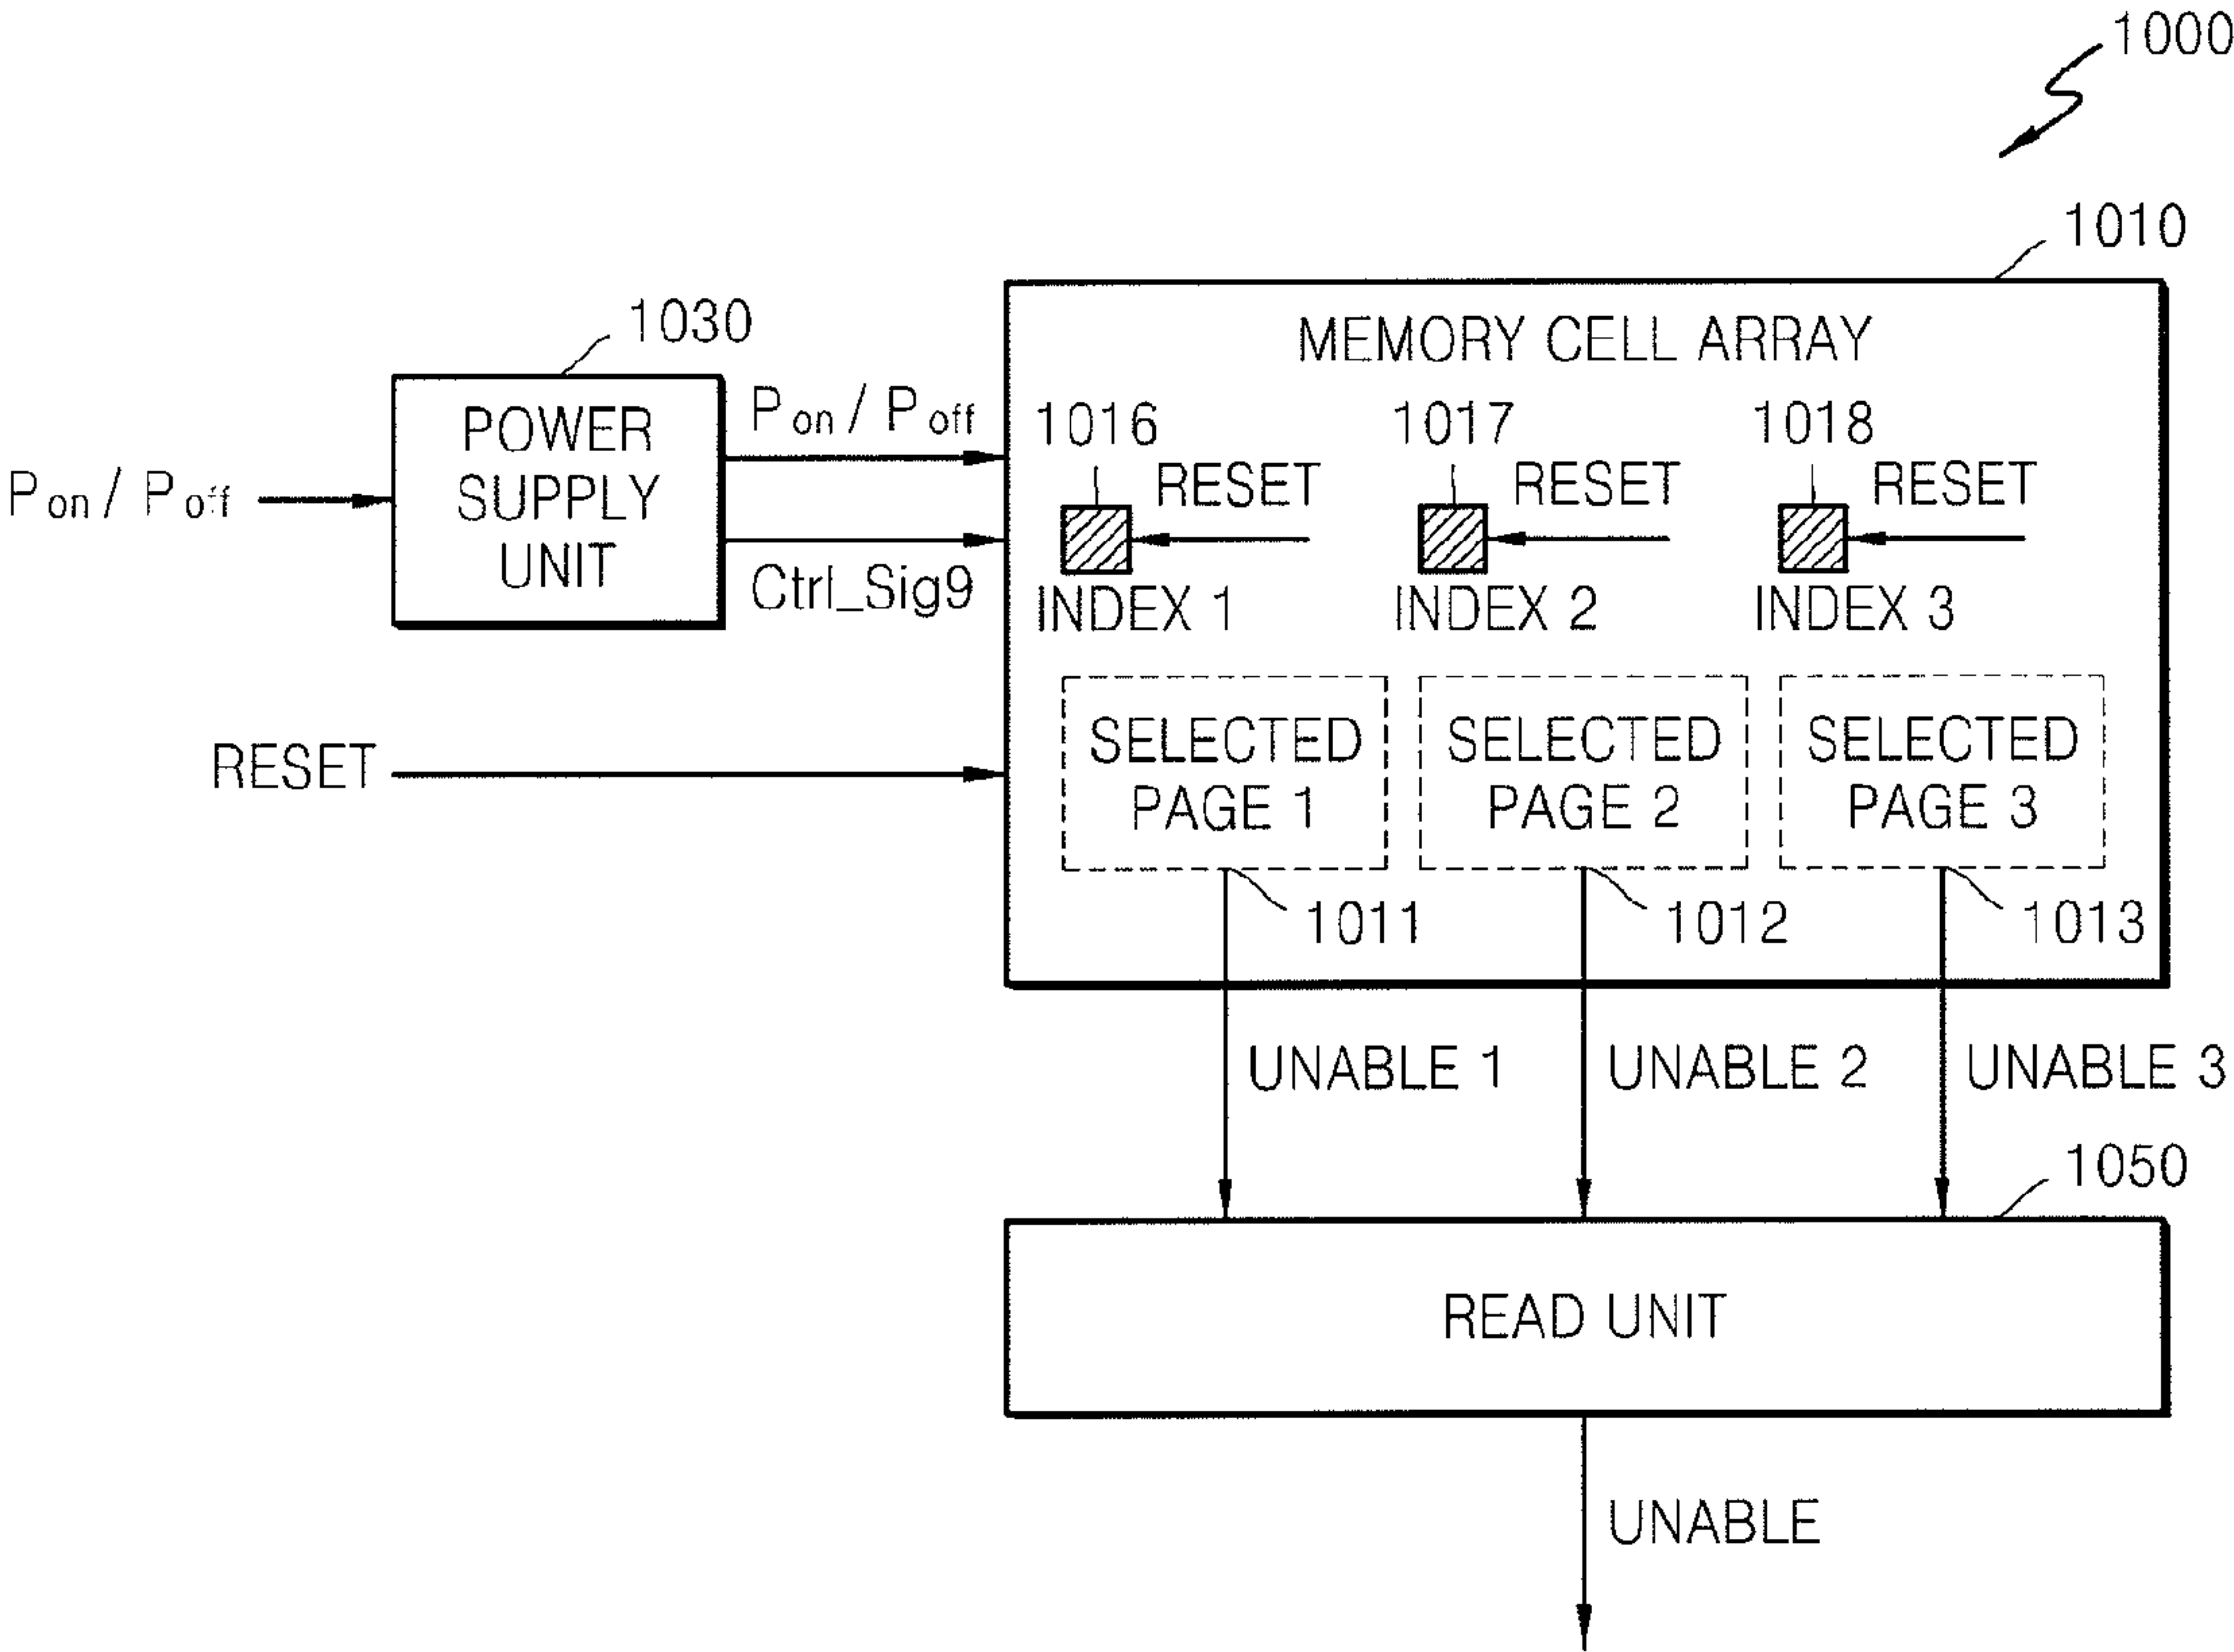 1000
1010
1030
MEMORY CELL ARRAY
POWER
SUPPLY
UNIT
Pon / Poff
Pon / Poff
Ctrl_Sig9
1016
1017
1018
RESET
RESET
RESET
INDEX 1
INDEX 2
INDEX 3
RESET
SELECTED
PAGE 1
SELECTED
PAGE 2
SELECTED
PAGE 3
1011
1012
1013
UNABLE 1
UNABLE 2
UNABLE 3
1050
READ UNIT
UNABLE